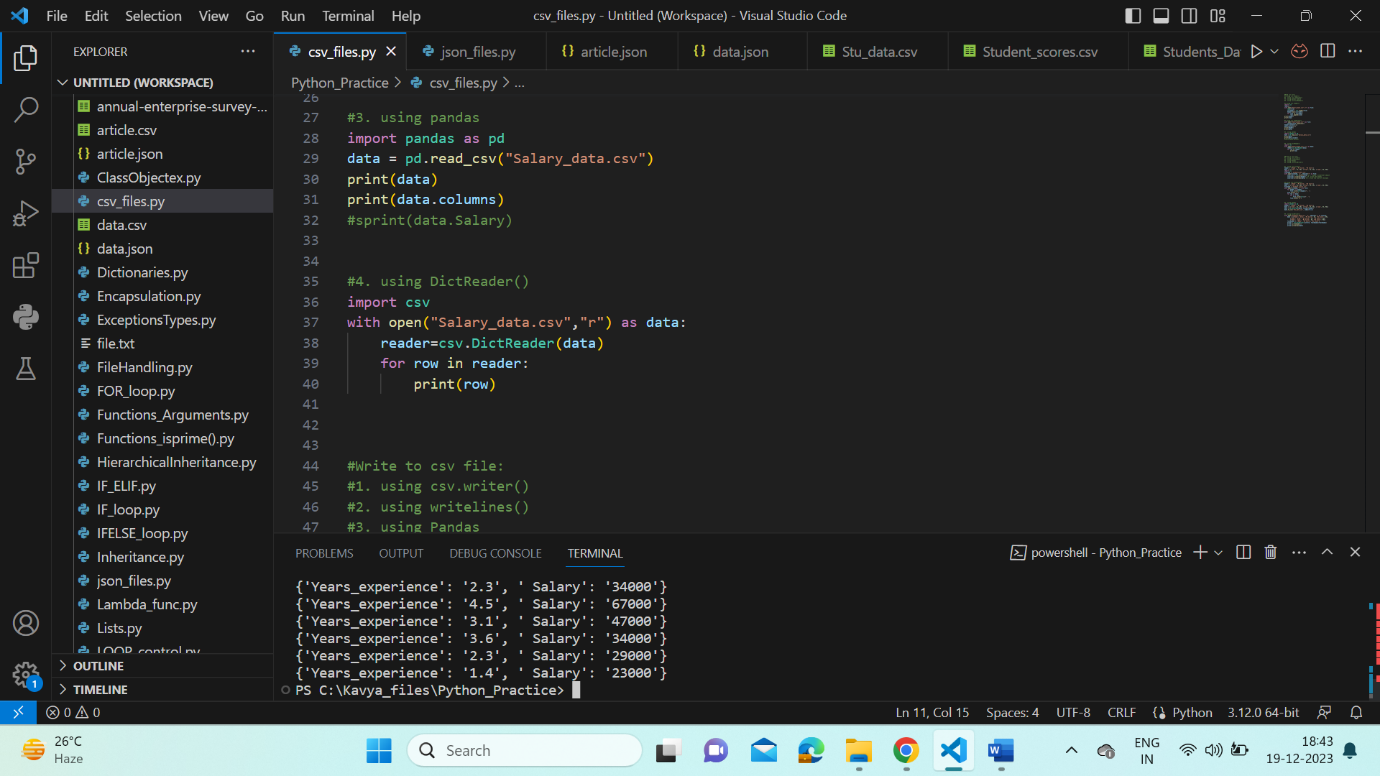 File Edit Selection View Go Run Terminal Help
csv_files.py - Untitled (Workspace) - Visual Studio Code
EXPLORER
csv_files.py
json_files.py
{} article.json
{} data.json
Stu_data.csv
Student_scores.csv
Students_Da
UNTITLED (WORKSPACE)
Python_Practice > csv_files.py > ...
annual-enterprise-survey-...
article.csv
{} article.json
ClassObjectex.py
csv_files.py
data.csv
{} data.json
Dictionaries.py
Encapsulation.py
ExceptionsTypes.py
file.txt
FileHandling.py
FOR_loop.py
Functions_Arguments.py
Functions_isprime().py
HierarchicalInheritance.py
IF_ELIF.py
IF_loop.py
IFELSE_loop.py
Inheritance.py
json_files.py
Lambda_func.py
Lists.py
LOOP_control.py
OUTLINE
TIMELINE
26
27 #3. using pandas
28 import pandas as pd
29 data = pd.read_csv("Salary_data.csv")
30 print(data)
31 print(data.columns)
32 #sprint(data.Salary)
33
34
35 #4. using DictReader()
36 import csv
37 with open("Salary_data.csv","r") as data:
38 reader=csv.DictReader(data)
39 for row in reader:
40 print(row)
41
42
43
44 #Write to csv file:
45 #1. using csv.writer()
46 #2. using writelines()
47 #3. using Pandas
PROBLEMS OUTPUT DEBUG CONSOLE TERMINAL
powershell - Python_Practice
{'Years_experience': '2.3', ' Salary': '34000'}
{'Years_experience': '4.5', ' Salary': '67000'}
{'Years_experience': '3.1', ' Salary': '47000'}
{'Years_experience': '3.6', ' Salary': '34000'}
{'Years_experience': '2.3', ' Salary': '29000'}
{'Years_experience': '1.4', ' Salary': '23000'}
PS C:\Kavya_files\Python_Practice>
1
0 0
Ln 11, Col 15 Spaces: 4 UTF-8 CRLF {} Python 3.12.0 64-bit
26°C
Haze
Search
ENG
IN
18:43
19-12-2023